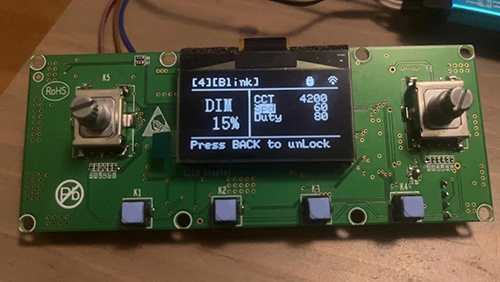 [4][Blink]
DIM
15%
CCT 4200
60
Duty 80
Press BACK to unLock
K5
RoHS
Pb
K1
K2
K3
K4